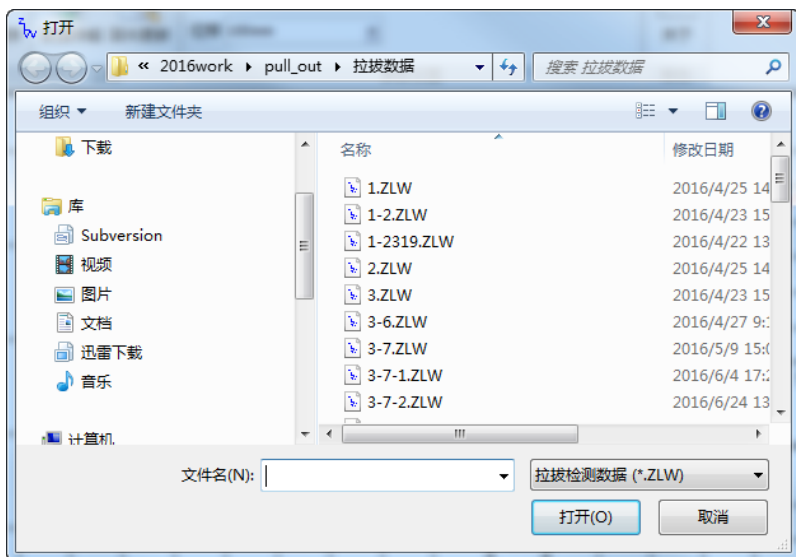 打开
« 2016work ▸ pull_out ▸ 拉拔数据
搜索 拉拔数据
组织 新建文件夹
下载
库
Subversion
视频
图片
文档
迅雷下载
音乐
计算机
名称 修改日期
1.ZLW 2016/4/25 14
1-2.ZLW 2016/4/23 15
1-2319.ZLW 2016/4/22 13
2.ZLW 2016/4/25 14
3.ZLW 2016/4/23 15
3-6.ZLW 2016/4/27 9:
3-7.ZLW 2016/5/9 15:
3-7-1.ZLW 2016/6/4 17:
3-7-2.ZLW 2016/6/24 13
文件名(N):
拉拔检测数据 (*.ZLW)
打开(O) 取消